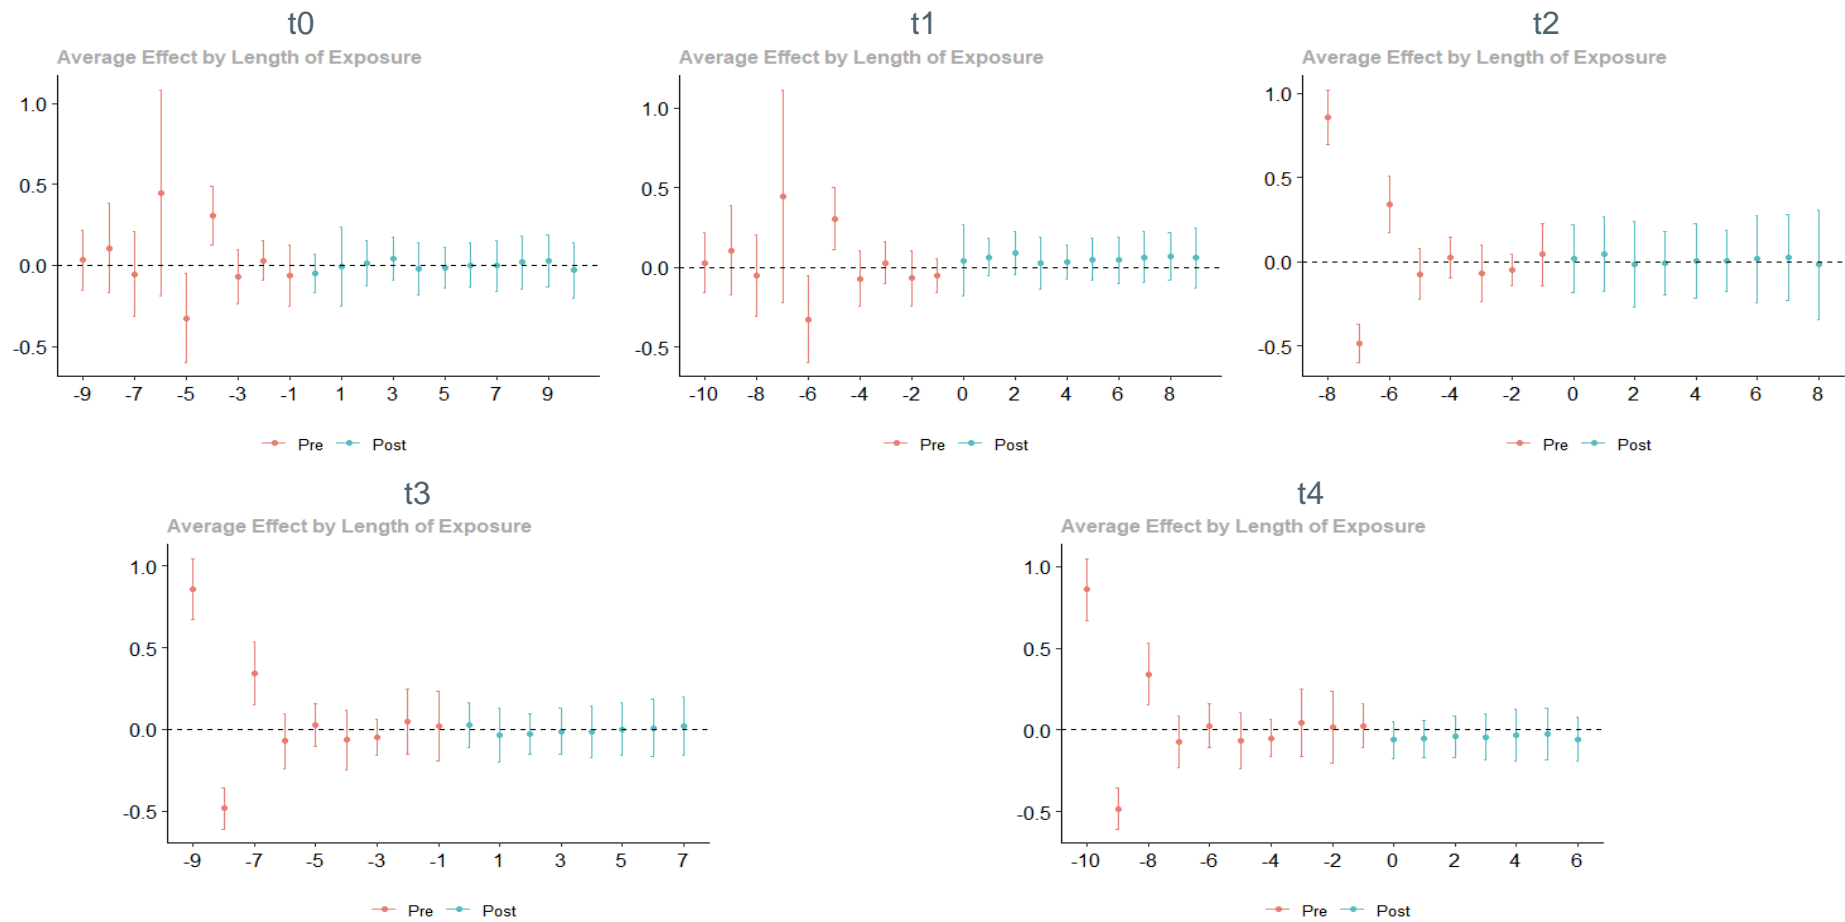 t0
Average Effect by Length of Exposure
1.0
0.5
0.0
-0.5
-9 -7 -5 -3 -1 1 3 5 7 9
Pre Post
t1
Average Effect by Length of Exposure
1.0
0.5
0.0
-0.5
-10 -8 -6 -4 -2 0 2 4 6 8
Pre Post
t2
Average Effect by Length of Exposure
1.0
0.5
0.0
-0.5
-8 -6 -4 -2 0 2 4 6 8
Pre Post
t3
Average Effect by Length of Exposure
1.0
0.5
0.0
-0.5
-9 -7 -5 -3 -1 1 3 5 7
Pre Post
t4
Average Effect by Length of Exposure
1.0
0.5
0.0
-0.5
-10 -8 -6 -4 -2 0 2 4 6
Pre Post